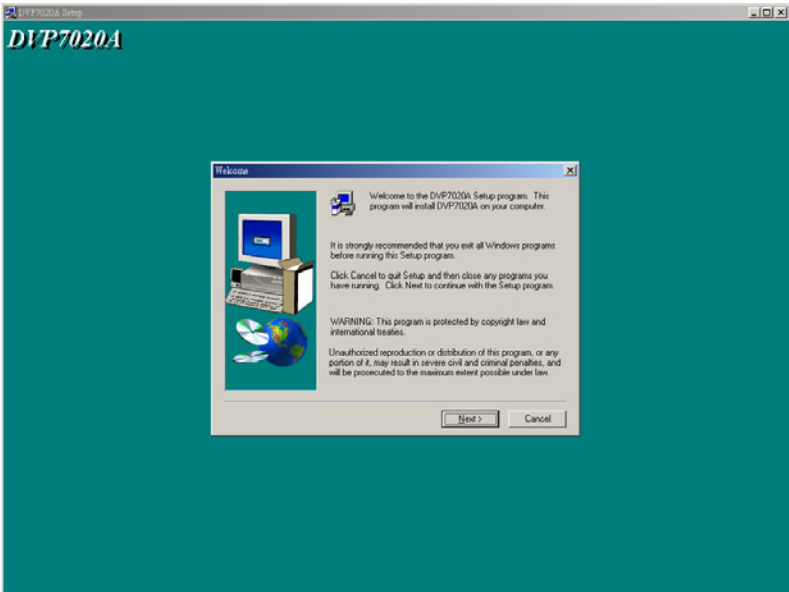 DVP7020A Setup
DVP7020A
Welcome
Welcome to the DVP7020A Setup program. This
program will install DVP7020A on your computer.
It is strongly recommended that you exit all Windows programs
before running this Setup program.
Click Cancel to quit Setup and then close any programs you
have running. Click Next to continue with the Setup program.
WARNING: This program is protected by copyright law and
international treaties.
Unauthorized reproduction or distribution of this program, or any
portion of it, may result in severe civil and criminal penalties, and
will be prosecuted to the maximum extent possible under law.
Next >
Cancel